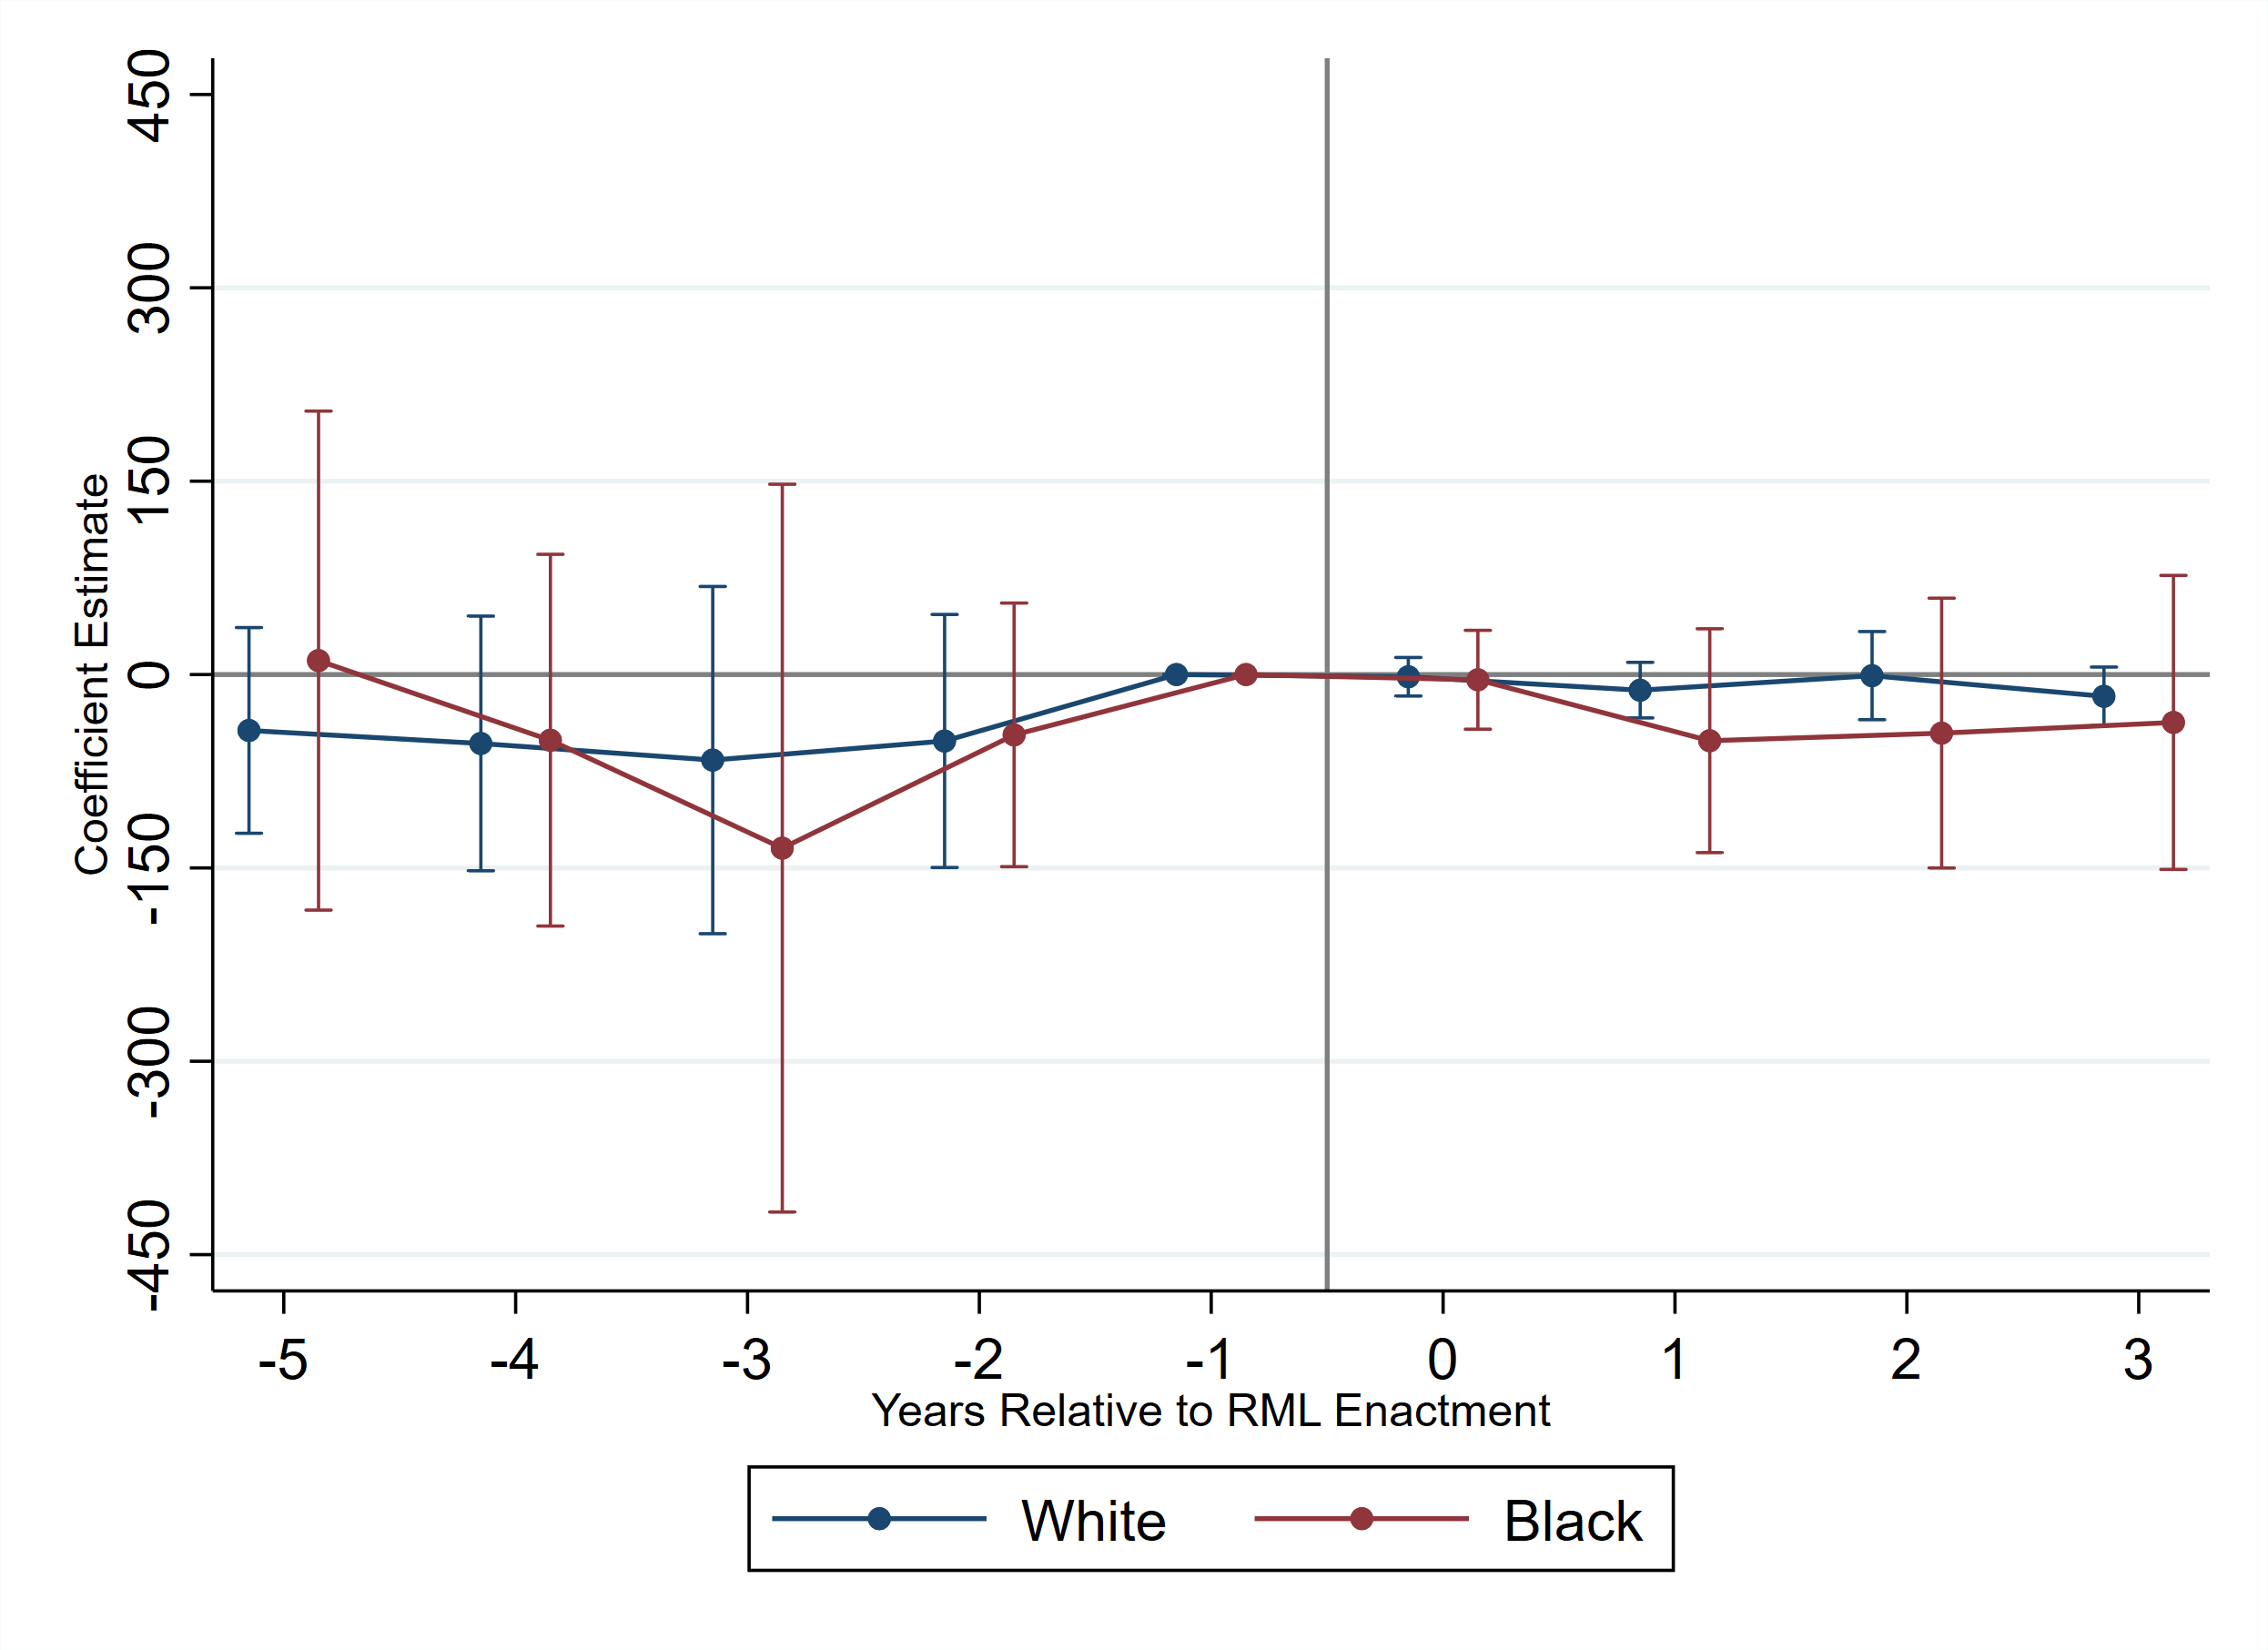 Coefficient Estimate
450
300
150
0
-150
-300
-450
-5 -4 -3 -2 -1 0 1 2 3
Years Relative to RML Enactment
White Black